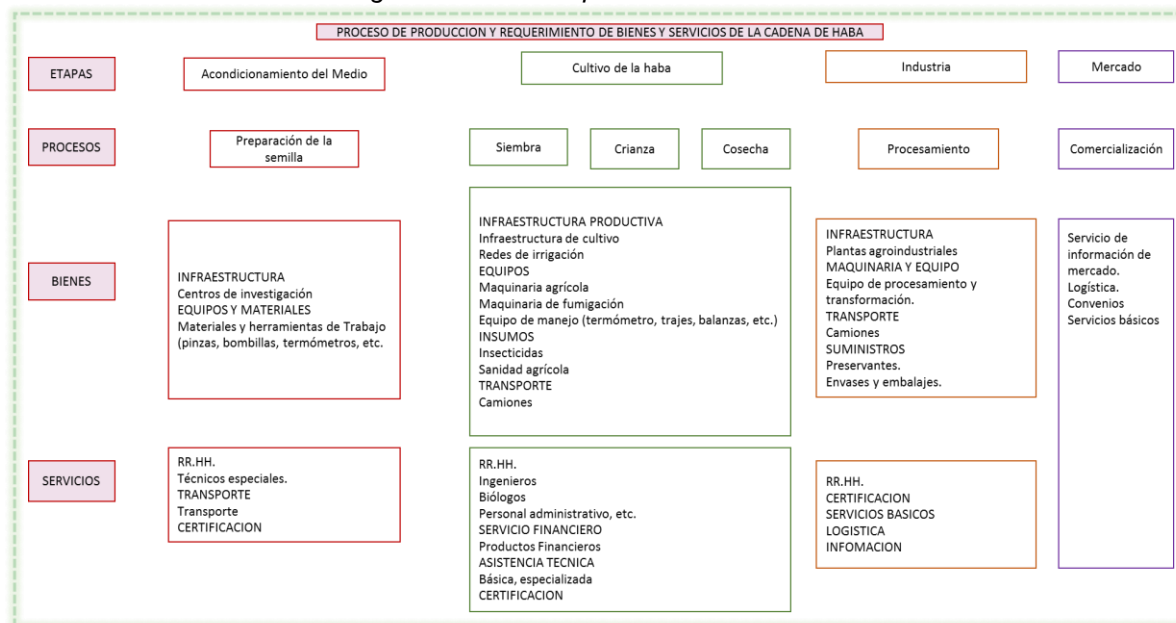 PROCESO DE PRODUCCION Y REQUERIMIENTO DE BIENES Y SERVICIOS DE LA CADENA DE HABA
ETAPAS
Acondicionamiento del Medio
Cultivo de la haba
Industria
Mercado
PROCESOS
Preparación de la
semilla
Siembra
Crianza
Cosecha
Procesamiento
Comercialización
BIENES
INFRAESTRUCTURA
Centros de investigación
EQUIPOS Y MATERIALES
Materiales y herramientas de Trabajo
(pinzas, bombillas, termómetros, etc.
INFRAESTRUCTURA PRODUCTIVA
Infraestructura de cultivo
Redes de irrigación
EQUIPOS
Maquinaria agrícola
Maquinaria de fumigación
Equipo de manejo (termómetro, trajes, balanzas, etc.)
INSUMOS
Insecticidas
Sanidad agrícola
TRANSPORTE
Camiones
INFRAESTRUCTURA
Plantas agroindustriales
MAQUINARIA Y EQUIPO
Equipo de procesamiento y
transformación.
TRANSPORTE
Camiones
SUMINISTROS
Preservantes.
Envases y embalajes.
Servicio de
información de
mercado.
Logística.
Convenios
Servicios básicos
SERVICIOS
RR.HH.
Técnicos especiales.
TRANSPORTE
Transporte
CERTIFICACION
RR.HH.
Ingenieros
Biólogos
Personal administrativo, etc.
SERVICIO FINANCIERO
Productos Financieros
ASISTENCIA TECNICA
Básica, especializada
CERTIFICACION
RR.HH.
CERTIFICACION
SERVICIOS BASICOS
LOGISTICA
INFOMACION